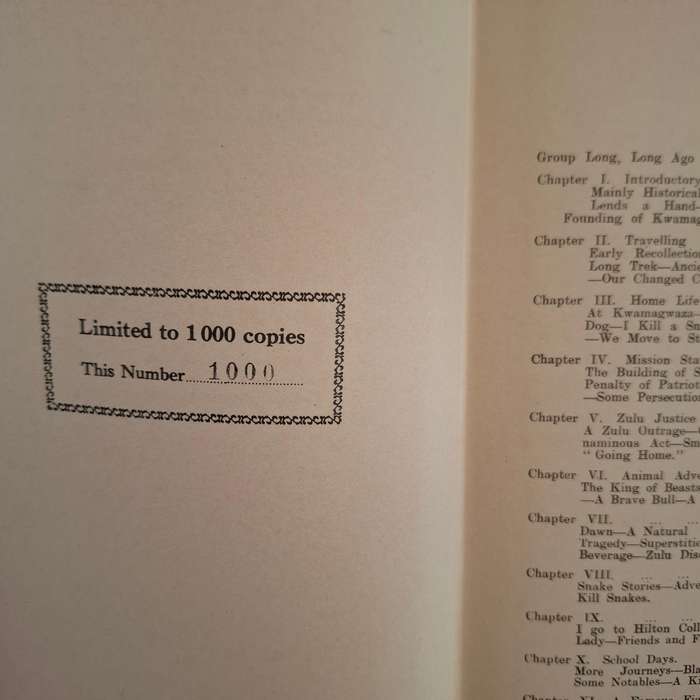 Limited to 1000 copies
This Number 1000
Group Long, Long Ago
Chapter I. Introductory
Mainly Historical
Lends a Hand—
Founding of Kwamag
Chapter II. Travelling
Early Recollection
Long Trek—Ancie
—Our Changed C
Chapter III. Home Life
At Kwamagwaza—
Dog—I Kill a Sn
—We Move to St
Chapter IV. Mission Sta
The Building of S
Penalty of Patriot
—Some Persecution
Chapter V. Zulu Justice
A Zulu Outrage—
naminous Act—Sm
"Going Home."
Chapter VI. Animal Adve
The King of Beasts
—A Brave Bull—A
Chapter VII. ... ...
Dawn—A Natural
Tragedy—Superstitio
Beverage—Zulu Dis
Chapter VIII. ... ...
Snake Stories—Adve
Kill Snakes.
Chapter IX. ... ...
I go to Hilton Coll
Lady—Friends and F
Chapter X. School Days.
More Journeys—Bla
Some Notables—A K